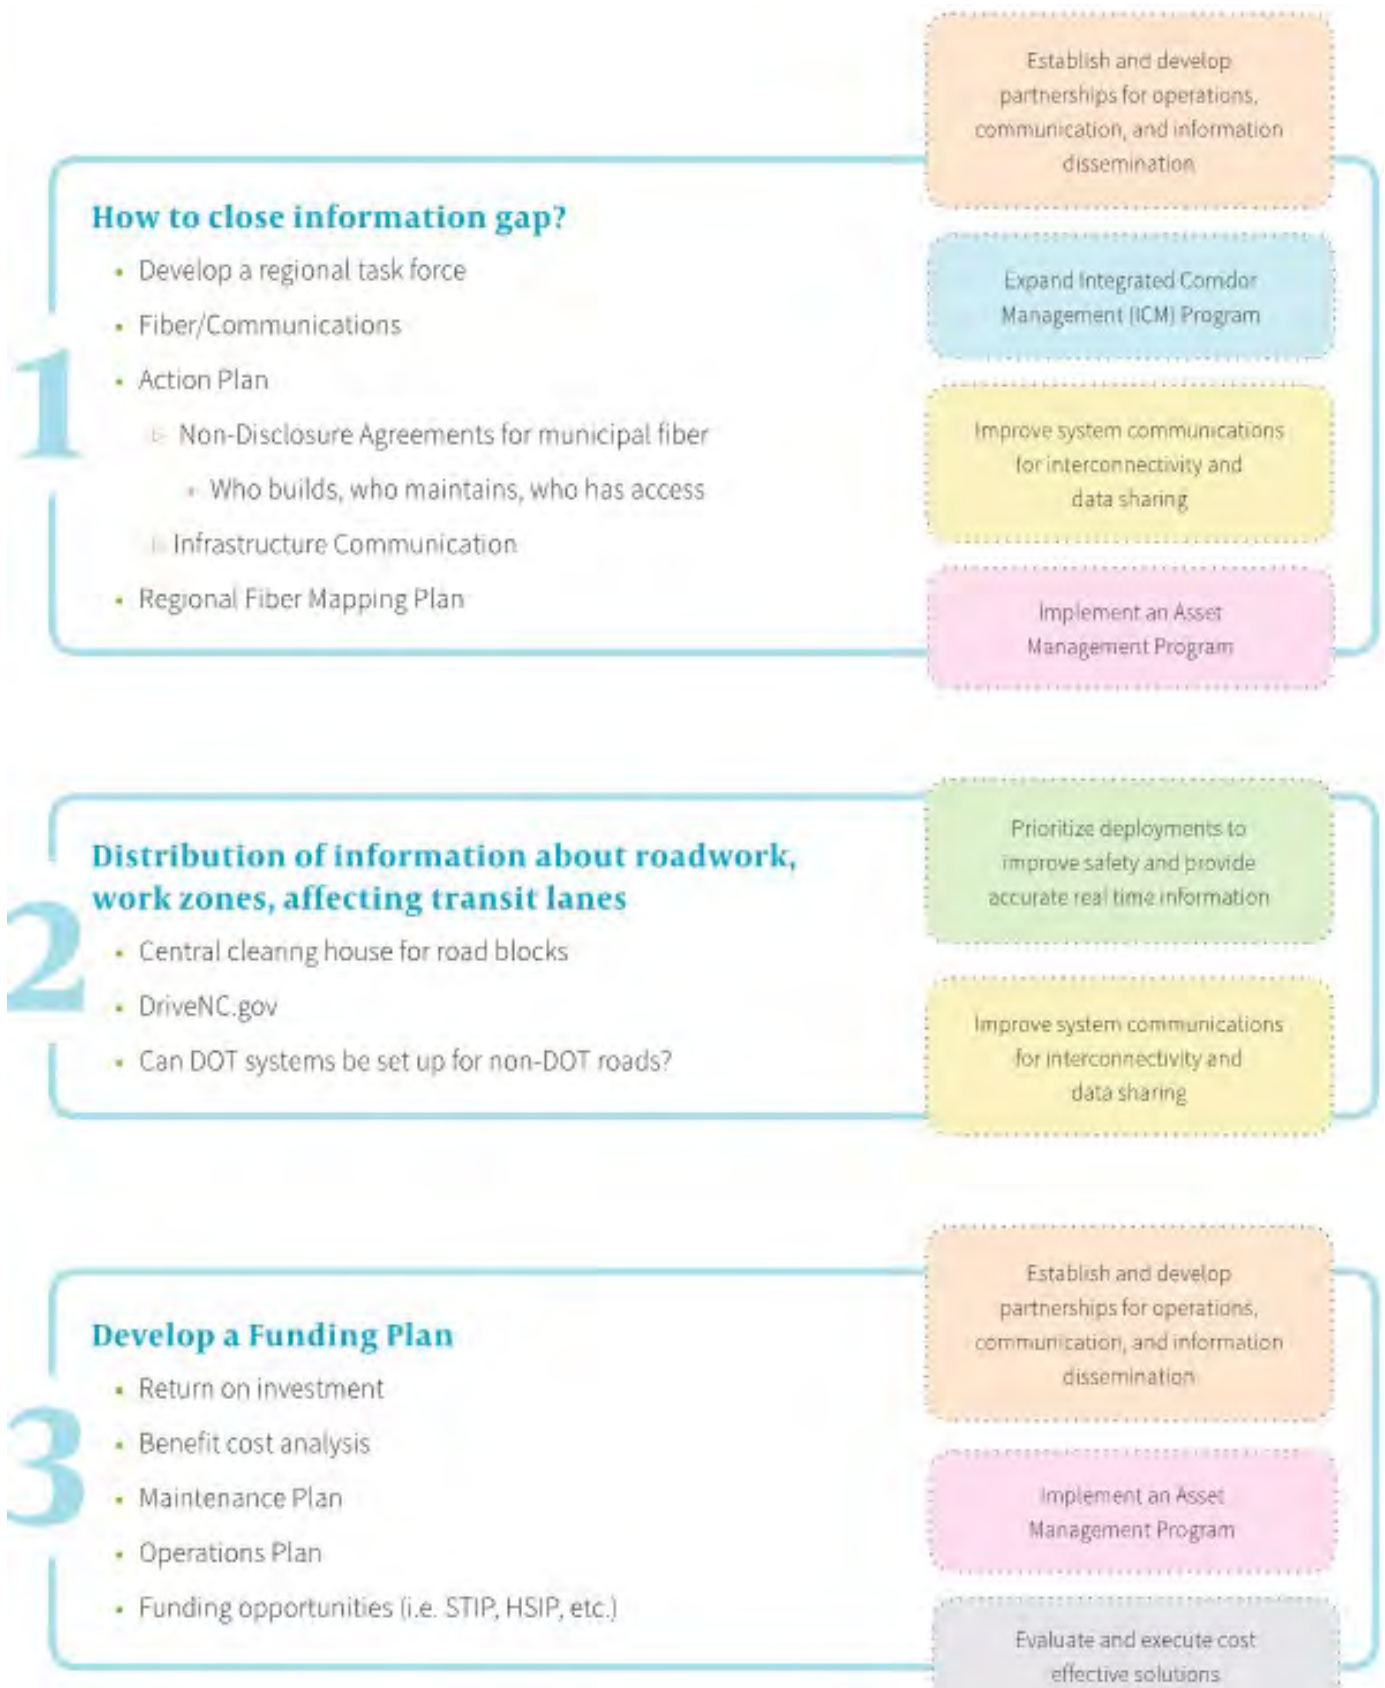 Establish and develop
partnerships for operations,
communication, and information
dissemination
1
How to close information gap?
• Develop a regional task force
• Fiber/Communications
• Action Plan
▷ Non-Disclosure Agreements for municipal fiber
• Who builds, who maintains, who has access
▷ Infrastructure Communication
• Regional Fiber Mapping Plan
Expand Integrated Corridor
Management (ICM) Program
Improve system communications
for interconnectivity and
data sharing
Implement an Asset
Management Program
2
Distribution of information about roadwork,
work zones, affecting transit lanes
• Central clearing house for road blocks
• DriveNC.gov
• Can DOT systems be set up for non-DOT roads?
Prioritize deployments to
improve safety and provide
accurate real time information
Improve system communications
for interconnectivity and
data sharing
3
Develop a Funding Plan
• Return on investment
• Benefit cost analysis
• Maintenance Plan
• Operations Plan
• Funding opportunities (i.e. STIP, HSIP, etc.)
Establish and develop
partnerships for operations,
communication, and information
dissemination
Implement an Asset
Management Program
Evaluate and execute cost
effective solutions